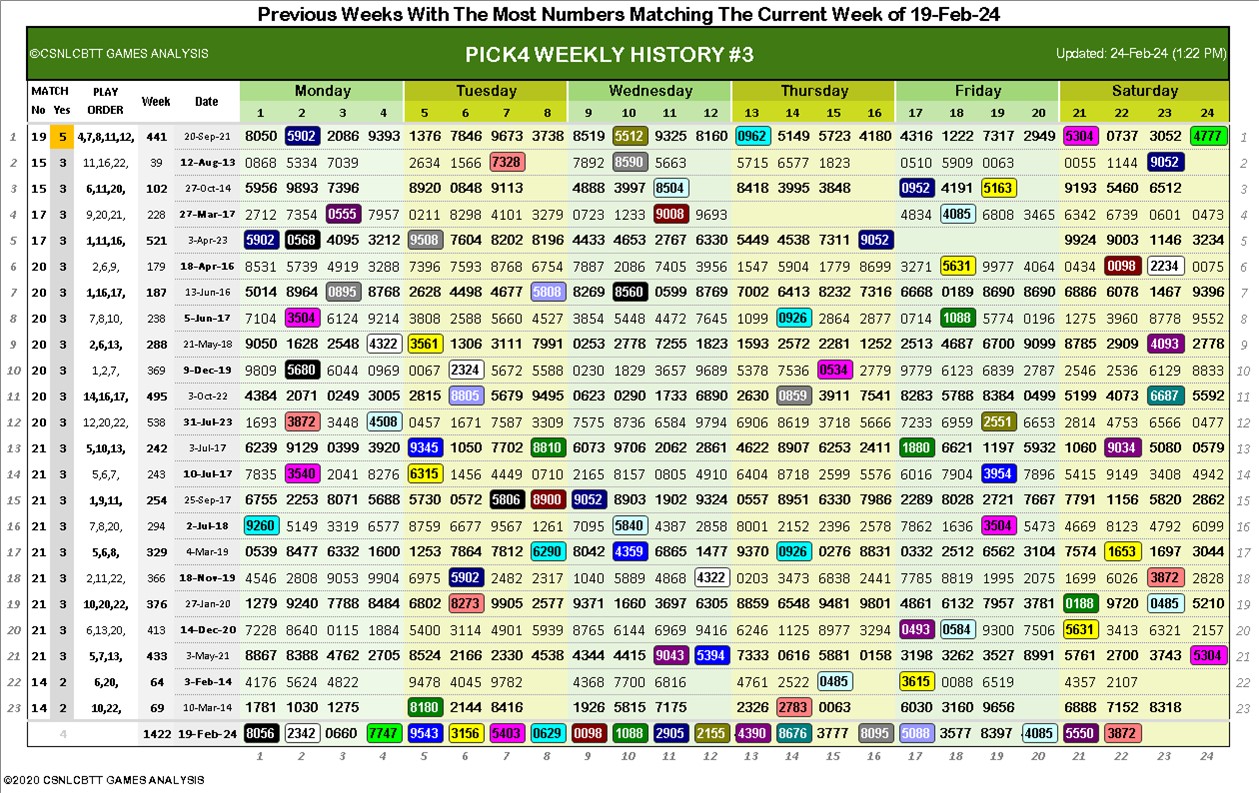 Previous Weeks With The Most Numbers Matching The Current Week of 19-Feb-24
©CSNLCBTT GAMES ANALYSIS PICK4 WEEKLY HISTORY #3 Updated: 24-Feb-24 (1:22 PM)
MATCH PLAY Week Date Monday Tuesday Wednesday Thursday Friday Saturday
No Yes ORDER 1 2 3 4 5 6 7 8 9 10 11 12 13 14 15 16 17 18 19 20 21 22 23 24
1 19 5 4,7,8,11,12, 441 20-Sep-21 8050 5902 2086 9393 1376 7846 9673 3738 8519 5512 9325 8160 0962 5149 5723 4180 4316 1222 7317 2949 5304 0737 3052 4777 1
2 15 3 11,16,22, 39 12-Aug-13 0868 5334 7039 2634 1566 7328 7892 8590 5663 5715 6577 1823 0510 5909 0063 0055 1144 9052 2
3 15 3 6,11,20, 102 27-Oct-14 5956 9893 7396 8920 0848 9113 4888 3997 8504 8418 3995 3848 0952 4191 5163 9193 5460 6512 3
4 17 3 9,20,21, 228 27-Mar-17 2712 7354 0555 7957 0211 8298 4101 3279 0723 1233 9008 9693 4834 4085 6808 3465 6342 6739 0601 0473 4
5 17 3 1,11,16, 521 3-Apr-23 5902 0568 4095 3212 9508 7604 8202 8196 4433 4653 2767 6330 5449 4538 7311 9052 9924 9003 1146 3234 5
6 20 3 2,6,9, 179 18-Apr-16 8531 5739 4919 3288 7396 7593 8768 6754 7887 2086 7405 3956 1547 5904 1779 8699 3271 5631 9977 4064 0434 0098 2234 0075 6
7 20 3 1,16,17, 187 13-Jun-16 5014 8964 0895 8768 2628 4498 4677 5808 8269 8560 0599 8769 7002 6413 8232 7316 6668 0189 8690 8690 6886 6078 1467 9396 7
8 20 3 7,8,10, 238 5-Jun-17 7104 3504 6124 9214 3808 2588 5660 4527 3854 5448 4472 7645 1099 0926 2864 2877 0714 1088 5774 0196 1275 3960 8778 9552 8
9 20 3 2,6,13, 288 21-May-18 9050 1628 2548 4322 3561 1306 3111 7991 0253 2778 7255 1823 1593 2572 2281 1252 2513 4687 6700 9099 8785 2909 4093 2778 9
10 20 3 1,2,7, 369 9-Dec-19 9809 5680 6044 0969 0067 2324 5672 5588 0230 1829 3657 9689 5378 7536 0534 2779 9779 6123 6839 2787 2546 2536 6129 8833 10
11 20 3 14,16,17, 495 3-Oct-22 4384 2071 0249 3005 2815 8805 5679 9495 0623 0290 1733 6890 2630 0859 3911 7541 8283 5788 8384 0499 5199 4073 6687 5592 11
12 20 3 12,20,22, 538 31-Jul-23 1693 3872 3448 4508 0457 1671 7587 3309 7575 8736 6584 9794 6906 8619 3718 5666 7233 6959 2551 6653 2814 4753 6566 0477 12
13 20 3 5,10,13, 242 3-Jul-17 6239 9129 0399 3920 9345 1050 7702 8810 6073 9706 2063 2861 4622 8907 6253 2411 1880 6621 1197 5932 1060 9034 5080 0579 13
14 21 3 5,6,7, 243 10-Jul-17 7835 3540 2041 8276 6315 1456 4449 0710 2165 8157 0805 4910 4404 8718 2599 5576 6016 7904 3954 7896 5415 9149 3408 4942 14
15 21 3 1,9,11, 254 25-Sep-17 6755 2253 8071 5688 5730 0572 5806 8900 9052 8903 1902 9324 0557 8951 6330 7986 2289 8028 2721 7667 7791 1156 5820 2862 15
16 21 3 7,8,20, 294 2-Jul-18 9260 5149 3319 6577 8759 6677 9567 1261 7095 5840 4387 2858 8001 2152 2396 2578 7862 1636 3504 5473 4669 8123 4792 6099 16
17 21 3 5,6,8, 329 4-Mar-19 0539 8477 6332 1600 1253 7864 7812 6290 8042 4359 6865 1477 9370 0926 0276 8831 0332 2512 6562 3104 7574 1653 1697 3044 17
18 21 3 2,11,22, 366 18-Nov-19 4546 2808 9053 9904 6975 5902 2482 2317 1040 5889 4868 4322 0203 3473 6838 2441 7785 8819 1995 2075 1699 6026 3872 2828 18
19 21 3 10,20,22, 376 27-Jan-20 1279 9240 7788 8484 6802 8273 9905 2577 9371 1660 3697 6305 8859 6548 9481 9801 4861 6132 7957 3781 0188 9720 0485 5210 19
20 21 3 6,13,20, 413 14-Dec-20 7228 8640 0115 1884 5400 3114 4901 5939 8765 6144 6969 9416 6246 1125 8977 3294 0493 0584 9300 7506 5631 3413 6321 2157 20
21 21 3 5,7,13, 433 3-May-21 8867 8388 4762 2705 8524 2166 2330 4538 4344 4415 9043 5394 7333 0616 5881 0158 3198 3262 3527 8991 5761 2700 3743 5304 21
22 14 2 6,20, 64 3-Feb-14 5476 5624 4822 9478 4045 9782 4368 7700 6816 4761 2522 0485 3615 0088 6519 4357 2107 22
23 14 2 10,22, 69 10-Mar-14 1781 1030 1275 8180 2144 8416 1926 5815 7175 2326 2783 0063 6030 3160 9656 6888 7152 8318 23
4 1422 19-Feb-24 8056 2342 0660 7747 9543 3156 5403 0629 0098 1088 2905 2155 4390 8676 3777 8095 5088 3577 8397 4085 5550 3872
1 2 3 4 5 6 7 8 9 10 11 12 13 14 15 16 17 18 19 20 21 22 23 24
©2020 CSNLCBTT GAMES ANALYSIS